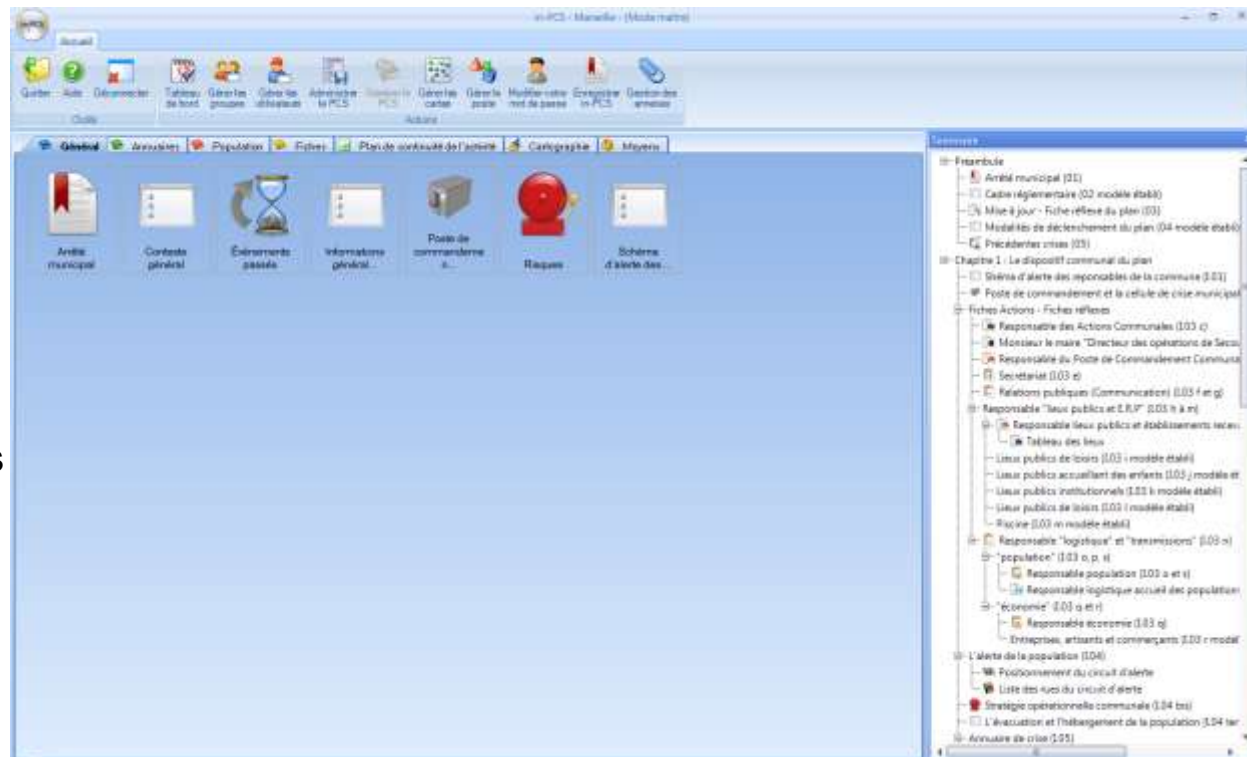 in-PCS - Marseille - (Mode maître)
in-PCS
Accueil
Quitter
Aide
Déconnecter
Tableau de bord
Gérer les groupes
Gérer les utilisateurs
Administrer le PCS
PCS
Gérer les cartes
Gérer le poste
Modifier votre mot de passe
Enregistrer in-PCS
Gestion des annexes
Outils
Actions
Général
Annuaires
Population
Fiches
Plan de continuité de l'activité
Cartographie
Moyens
Arrêté municipal
Contexte général
Évènements passés
Informations général...
Poste de commandeme n...
Risques
Schéma d'alerte des ...
s
Sommaire
Préambule
Arrêté municipal (01)
Cadre réglementaire (02 modèle établi)
Mise à jour - Fiche réflexe du plan (03)
Modalités de déclenchement du plan (04 modèle établi)
Précédentes crises (05)
Chapitre 1 - Le dispositif communal du plan
Shéma d'alerte des reponsables de la commune (1.01)
Poste de commandement et la cellule de crise municipal
Fiches Actions - Fiches réflexes
Responsable des Actions Communales (1.03 c)
Monsieur le maire "Directeur des opérations de Secou
Responsable du Poste de Commandement Communa
Secrétariat (1.03 e)
Relations publiques (Communication) (1.03 f et g)
Responsable "lieux publics et E.R.P" (1.03 h à m)
Responsable lieux publics et établissements receva
Tableau des lieux
Lieux publics de loisirs (1.03 i modèle établi)
Lieux publics accueillant des enfants (1.03 j modèle ét
Lieux publics institutionnels (1.03 k modèle établi)
Lieux publics de loisirs (1.03 l modèle établi)
Piscine (1.03 m modèle établi)
Responsable "logistique" et "transmissions" (1.03 n)
"population" (1.03 o, p, s)
Responsable population (1.03 o et s)
Responsable logistique accueil des population
"économie" (1.03 q et r)
Responsable économie (1.03 q)
Entreprises, artisants et commerçants (1.03 r modèl
L'alerte de la population (1.04)
Positionnement du circuit d'alerte
Liste des rues du circuit d'alerte
Stratégie opérationnelle communale (1.04 bis)
L'évacuation et l'hébergement de la population (1.04 ter
Annuaire de crise (1.05)